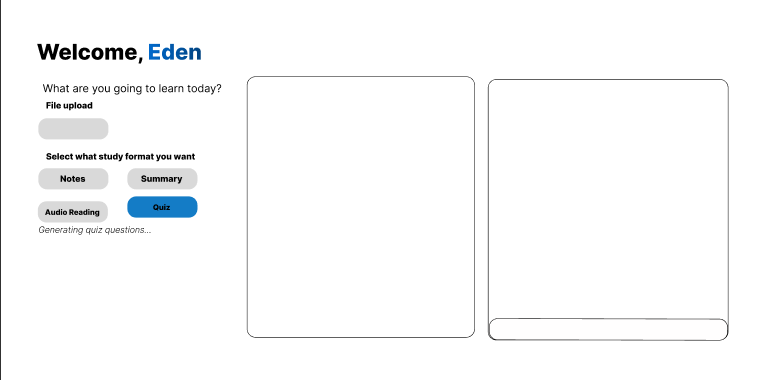 Welcome, Eden
What are you going to learn today?
File upload
Select what study format you want
Notes
Summary
Audio Reading
Quiz
Generating quiz questions...